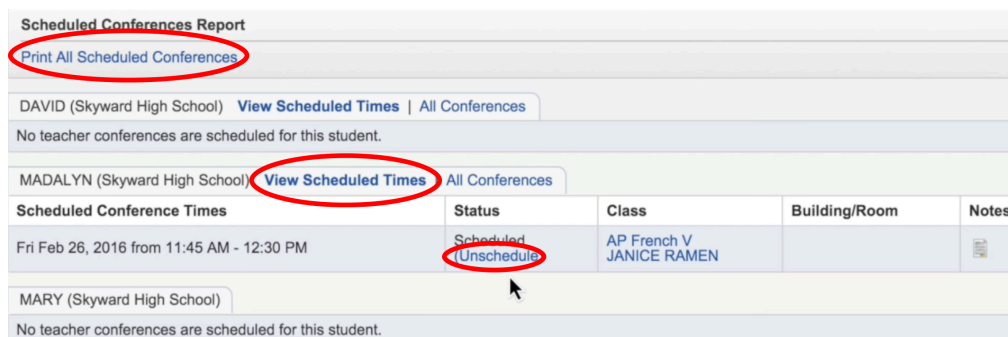 Scheduled Conferences Report
Print All Scheduled Conferences
DAVID (Skyward High School) View Scheduled Times | All Conferences
No teacher conferences are scheduled for this student.
MADALYN (Skyward High School) View Scheduled Times All Conferences
Scheduled Conference Times Status Class Building/Room Notes
Fri Feb 26, 2016 from 11:45 AM - 12:30 PM Scheduled AP French V
(Unschedule JANICE RAMEN
MARY (Skyward High School)
No teacher conferences are scheduled for this student.